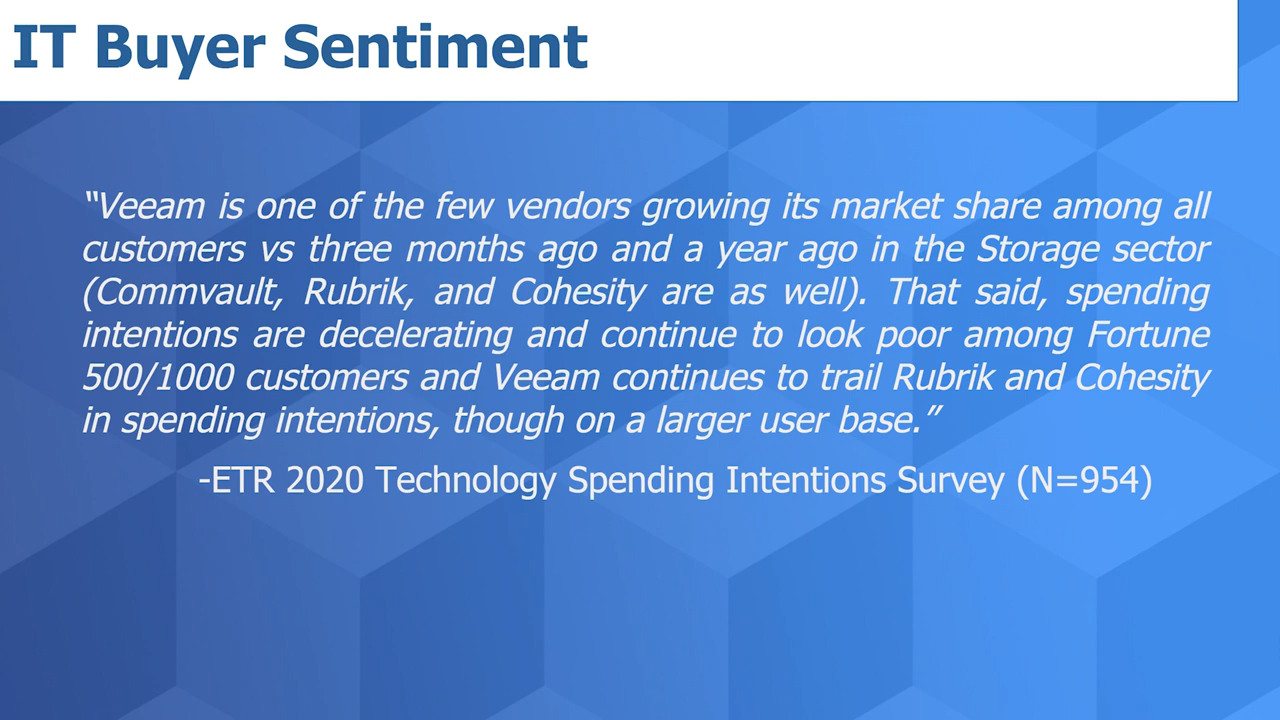 IT Buyer Sentiment
“Veeam is one of the few vendors growing its market share among all
customers vs three months ago and a year ago in the Storage sector
(Commvault, Rubrik, and Cohesity are as well). That said, spending
intentions are decelerating and continue to look poor among Fortune
500/1000 customers and Veeam continues to trail Rubrik and Cohesity
in spending intentions, though on a larger user base.”
-ETR 2020 Technology Spending Intentions Survey (N=954)